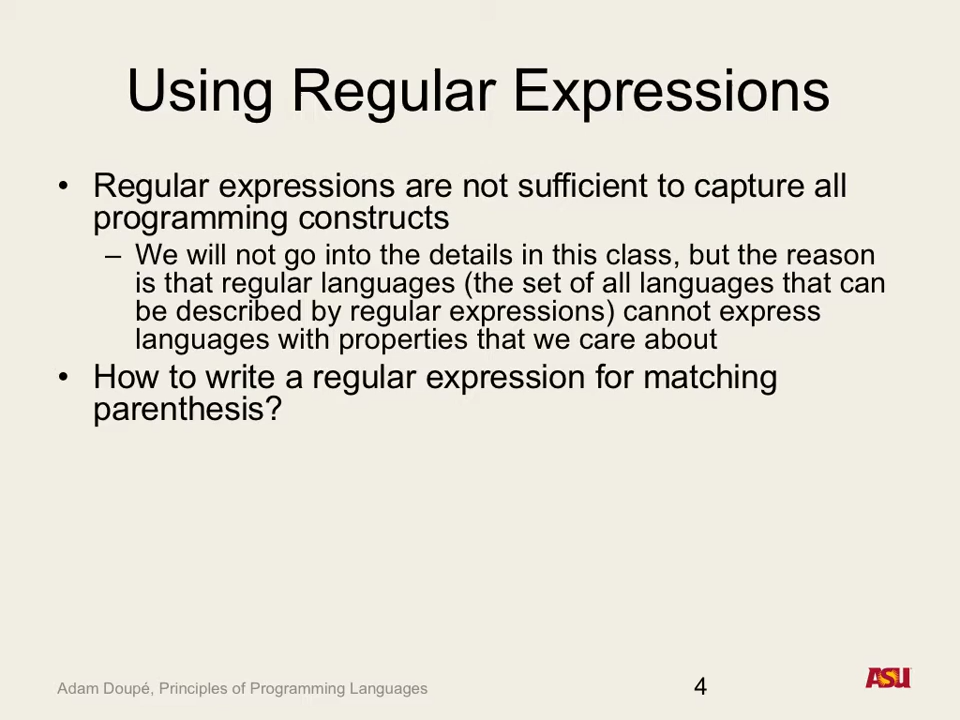 Using Regular Expressions
• Regular expressions are not sufficient to capture all
programming constructs
– We will not go into the details in this class, but the reason
is that regular languages (the set of all languages that can
be described by regular expressions) cannot express
languages with properties that we care about
• How to write a regular expression for matching
parenthesis?
Adam Doupé, Principles of Programming Languages
4
ASU